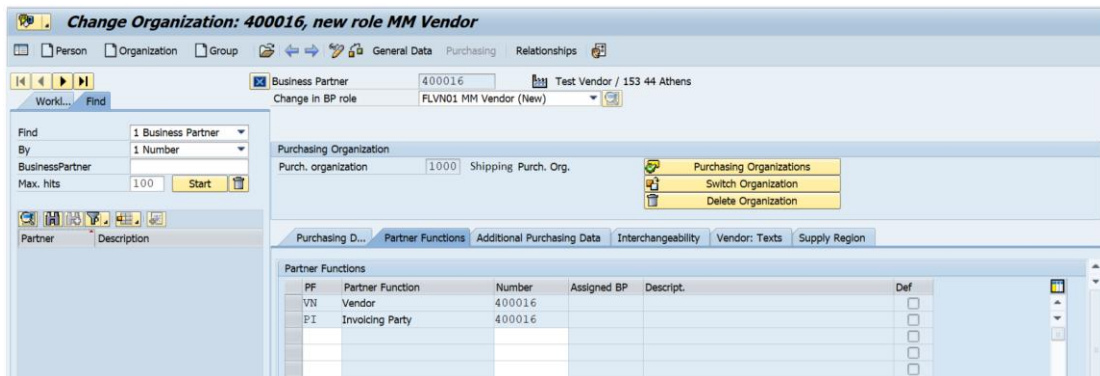 Change Organization: 400016, new role MM Vendor
Person Organization Group General Data Purchasing Relationships
Business Partner 400016 Test Vendor / 153 44 Athens
Workl... Find
Change in BP role FLVN01 MM Vendor (New)
Find 1 Business Partner
By 1 Number
BusinessPartner
Max. hits 100 Start
Partner Description
Purchasing Organization
Purch. organization 1000 Shipping Purch. Org.
Purchasing Organizations
Switch Organization
Delete Organization
Purchasing D... Partner Functions Additional Purchasing Data Interchangeability Vendor: Texts Supply Region
Partner Functions
PF Partner Function Number Assigned BP Descript. Def
VN Vendor 400016
PI Invoicing Party 400016